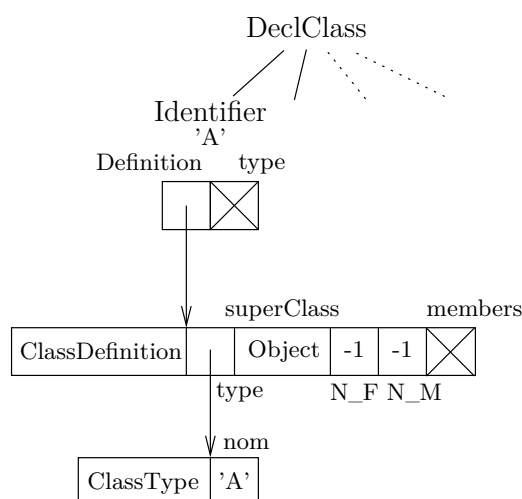 DeclClass
Identifier
'A'
Definition type
superClass members
ClassDefinition Object -1 -1
type N_F N_M
nom
ClassType 'A'